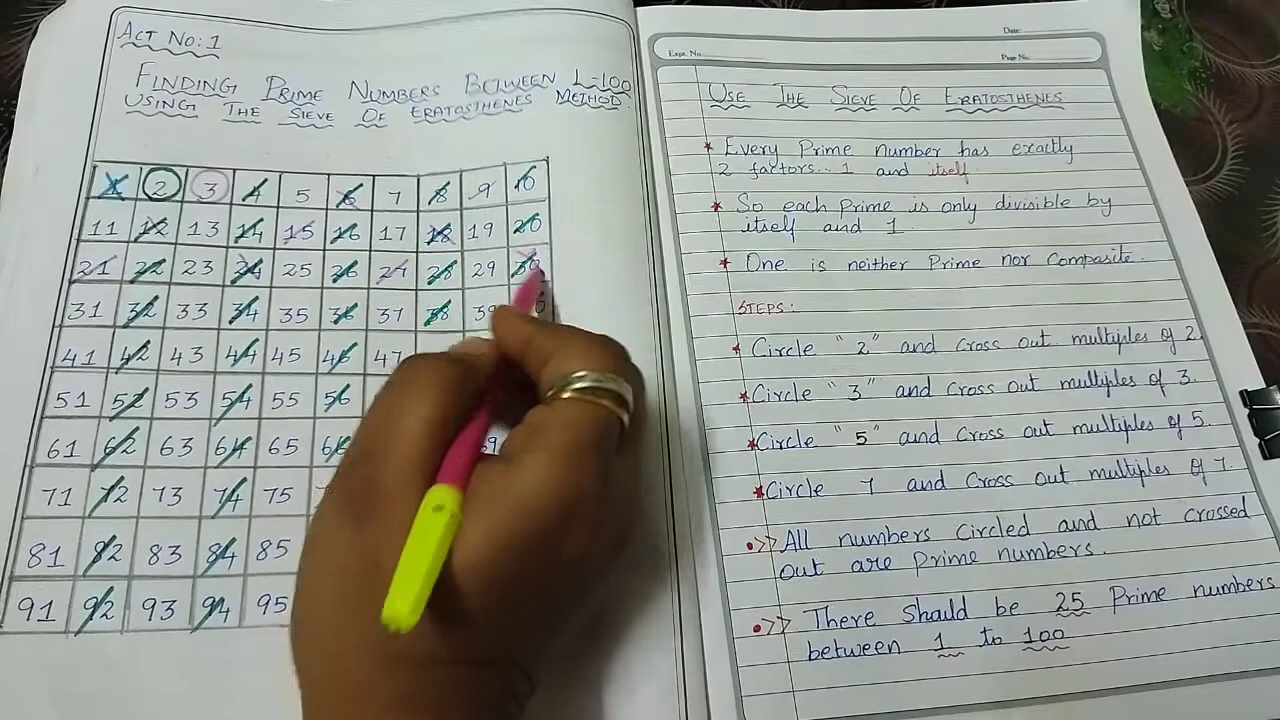 ACT NO: 1
FINDING PRIME NUMBERS BETWEEN 1-100
USING THE SIEVE OF ERATOSTHENES METHOD:
1 2 3 4 5 6 7 8 9 10
11 12 13 14 15 16 17 18 19 20
21 22 23 24 25 26 27 28 29 30
31 32 33 34 35 36 37 38 39
41 42 43 44 45 46 47
51 52 53 54 55 56
61 62 63 64 65 66
71 72 73 74 75
81 82 83 84 85
91 92 93 94 95
Date:
Expt. No.
Page No.
USE THE SIEVE OF ERATOSTHENES
* Every Prime number has exactly
2 factors.. 1 and itself
* So each Prime is only divisible by
itself and 1.
* One is neither Prime nor Composite.
STEPS:
* Circle "2" and Cross out multiples of 2.
* Circle "3" and Cross out multiples of 3.
* Circle "5" and Cross out multiples of 5.
* Circle 7 and Cross out multiples of 7.
•>> All numbers Circled and not crossed
out are Prime numbers.
•>> There Should be 25 Prime numbers
between 1 to 100